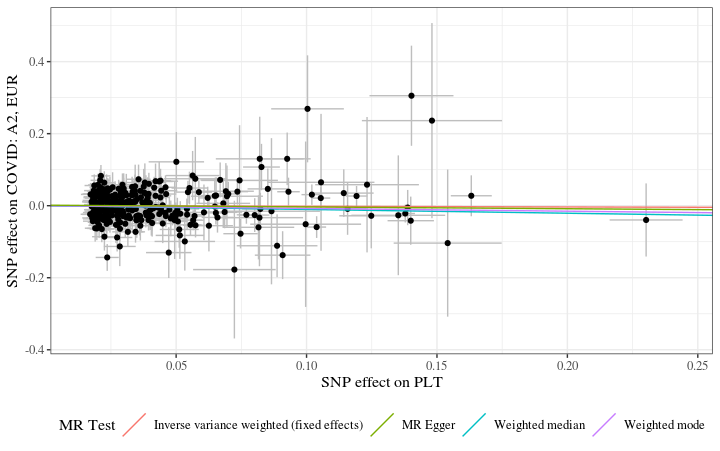 SNP effect on COVID: A2, EUR
0.4
0.2
0.0
-0.2
-0.4
0.05 0.10 0.15 0.20 0.25
SNP effect on PLT
MR Test Inverse variance weighted (fixed effects) MR Egger Weighted median Weighted mode